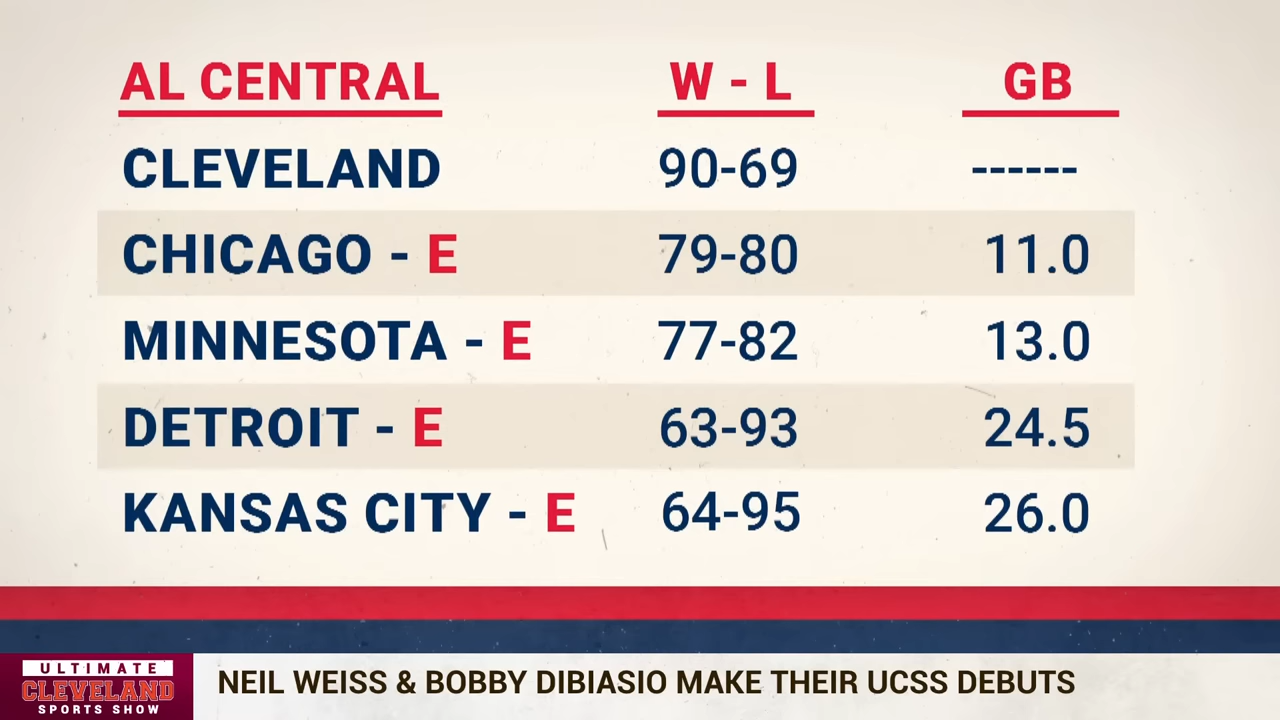 AL CENTRAL W - L GB
CLEVELAND 90-69 ------
CHICAGO - E 79-80 11.0
MINNESOTA - E 77-82 13.0
DETROIT - E 63-93 24.5
KANSAS CITY - E 64-95 26.0
ULTIMATE
CLEVELAND
SPORTS SHOW
NEIL WEISS & BOBBY DIBIASIO MAKE THEIR UCSS DEBUTS